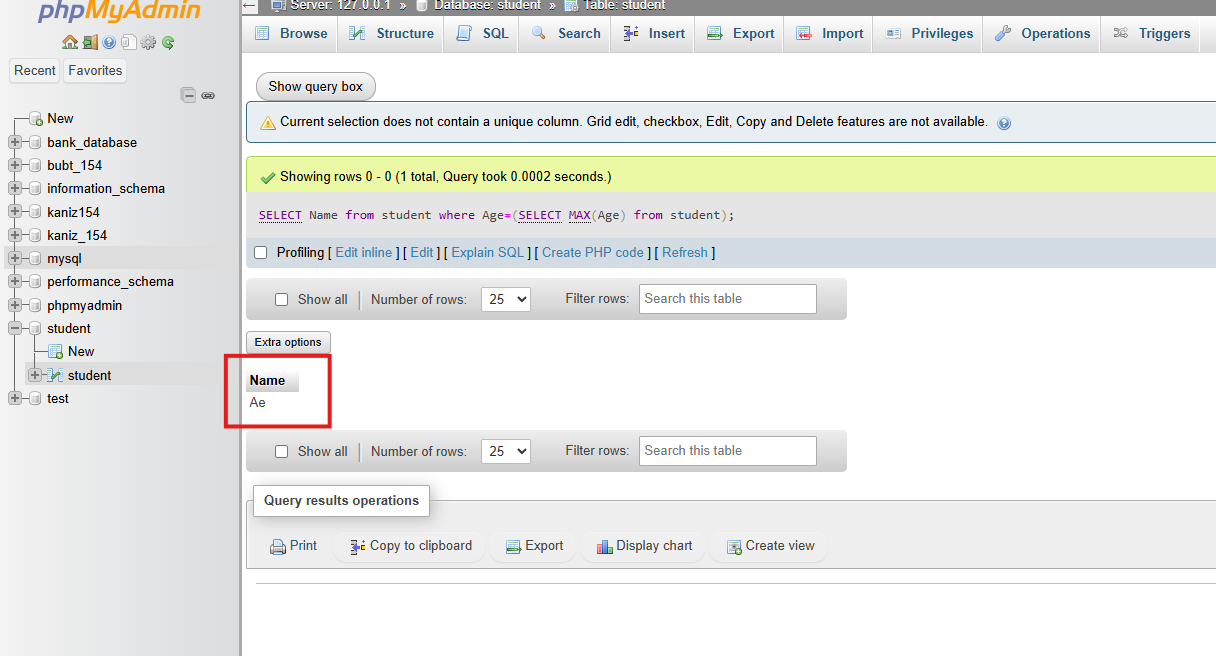 phpMyAdmin
Recent Favorites
New
bank_database
bubt_154
information_schema
kaniz154
kaniz_154
mysql
performance_schema
phpmyadmin
student
New
student
test
Server: 127.0.0.1 » Database: student » Table: student
Browse Structure SQL Search Insert Export Import Privileges Operations Triggers
Show query box
Current selection does not contain a unique column. Grid edit, checkbox, Edit, Copy and Delete features are not available.
Showing rows 0 - 0 (1 total, Query took 0.0002 seconds.)
SELECT Name from student where Age=(SELECT MAX(Age) from student);
Profiling [ Edit inline ] [ Edit ] [ Explain SQL ] [ Create PHP code ] [ Refresh ]
Show all Number of rows: 25 Filter rows: Search this table
Extra options
Name
Ae
Show all Number of rows: 25 Filter rows: Search this table
Query results operations
Print Copy to clipboard Export Display chart Create view